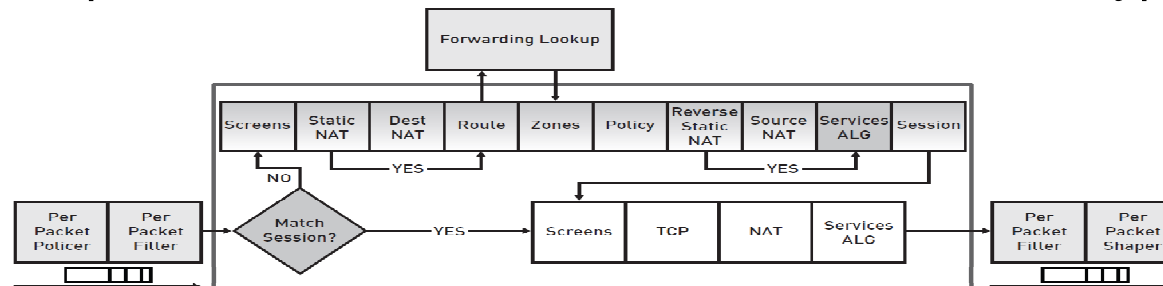 Forwarding Lookup
Screens
Static
NAT
Dest
NAT
Route
Zones
Policy
Reverse
Static
NAT
Source
NAT
Services
ALG
Session
YES
YES
NO
Per
Packet
Policer
Per
Packet
Filter
Match
Session?
YES
Screens
TCP
NAT
Services
ALG
Per
Packet
Filter
Per
Packet
Shaper